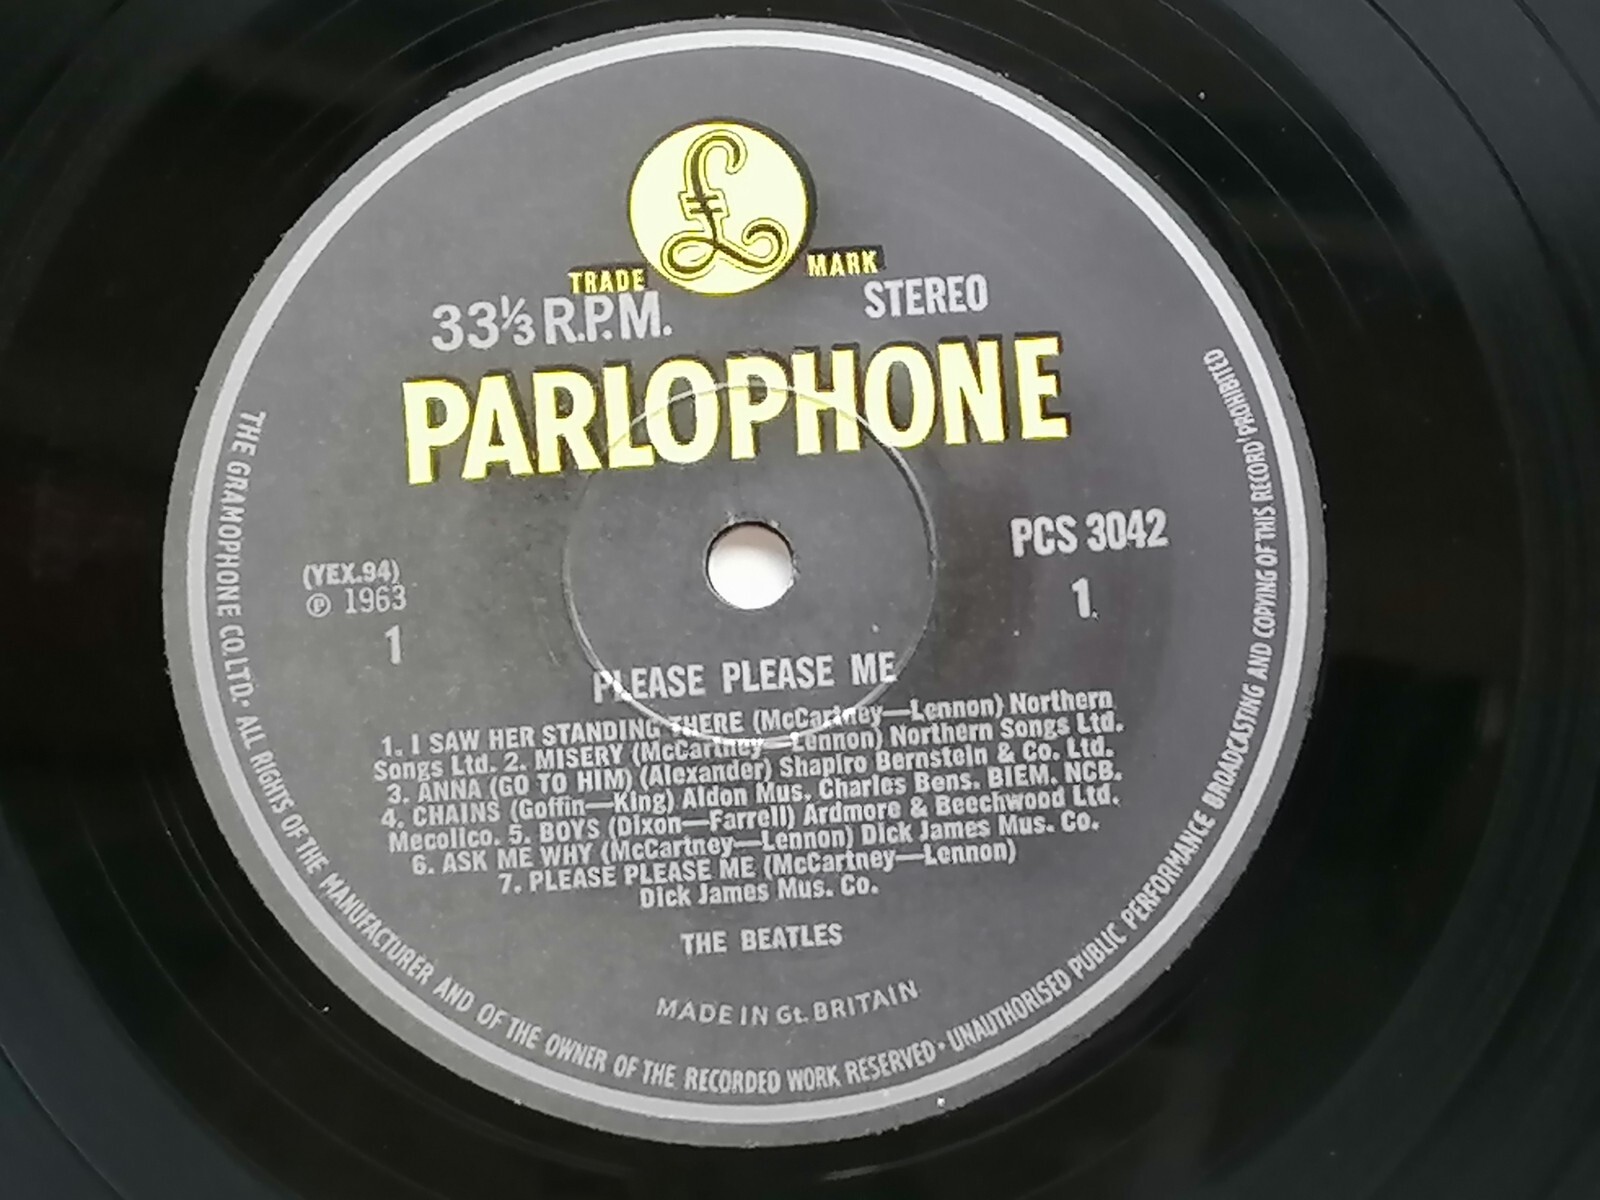 £
TRADE MARK
33⅓ R.P.M. STEREO
PARLOPHONE
PCS 3042
(YEX.94)
℗ 1963
1
1
PLEASE PLEASE ME
1. I SAW HER STANDING THERE (McCartney—Lennon) Northern
Songs Ltd. 2. MISERY (McCartney—Lennon) Northern Songs Ltd.
3. ANNA (GO TO HIM) (Alexander) Shapiro Bernstein & Co. Ltd.
4. CHAINS (Goffin—King) Aldon Mus. Charles Bens. BIEM. NCB.
Mecolico. 5. BOYS (Dixon—Farrell) Ardmore & Beechwood Ltd.
6. ASK ME WHY (McCartney—Lennon) Dick James Mus. Co.
7. PLEASE PLEASE ME (McCartney—Lennon)
Dick James Mus. Co.
THE BEATLES
MADE IN Gt. BRITAIN
THE GRAMOPHONE CO. LTD. • ALL RIGHTS OF THE MANUFACTURER AND OF THE OWNER OF THE RECORDED WORK RESERVED • UNAUTHORISED PUBLIC PERFORMANCE BROADCASTING AND COPYING OF THIS RECORD PROHIBITED